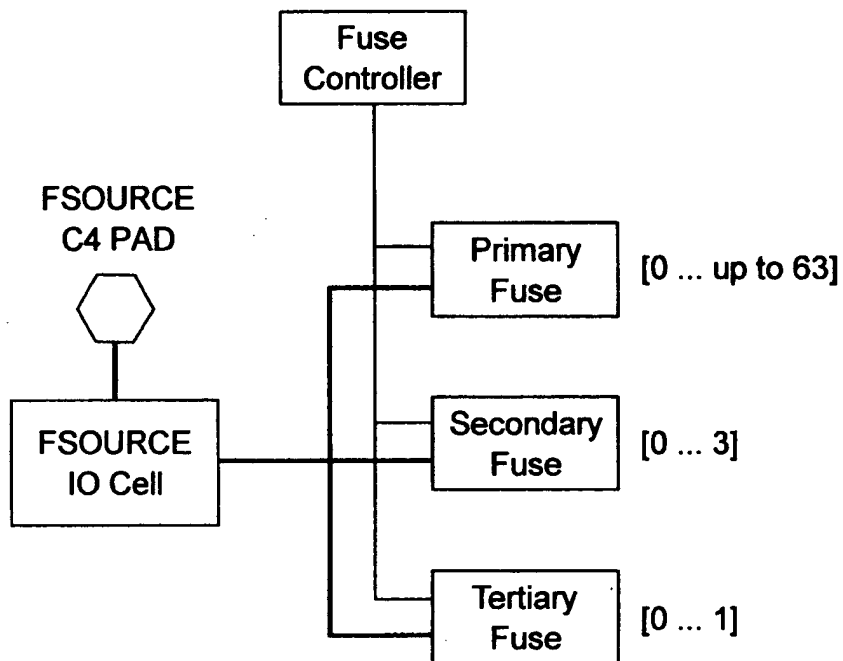 Fuse
Controller
FSOURCE
C4 PAD
Primary
Fuse
[0 ... up to 63]
FSOURCE
IO Cell
Secondary
Fuse
[0 ... 3]
Tertiary
Fuse
[0 ... 1]